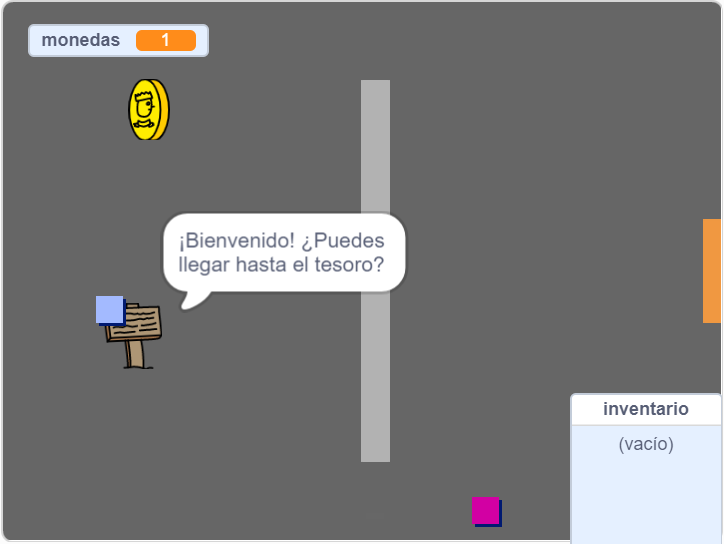 monedas 1
¡Bienvenido! ¿Puedes
llegar hasta el tesoro?
inventario
(vacío)